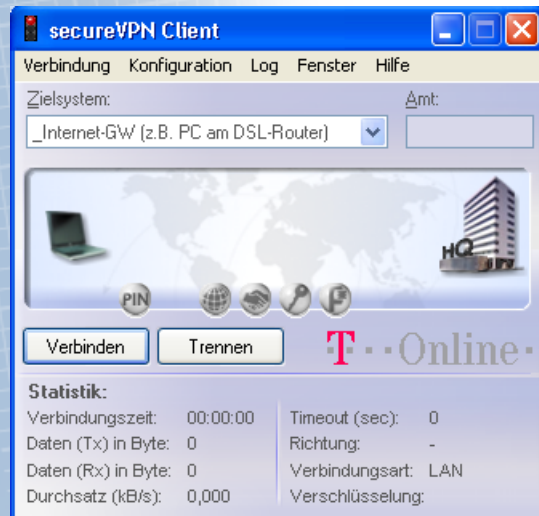 secureVPN Client
Verbindung Konfiguration Log Fenster Hilfe
Zielsystem: Amt:
_Internet-GW (z.B. PC am DSL-Router)
HQ
PIN
Verbinden Trennen T · · Online ·
Statistik:
Verbindungszeit: 00:00:00 Timeout (sec): 0
Daten (Tx) in Byte: 0 Richtung: -
Daten (Rx) in Byte: 0 Verbindungsart: LAN
Durchsatz (kB/s): 0,000 Verschlüsselung: